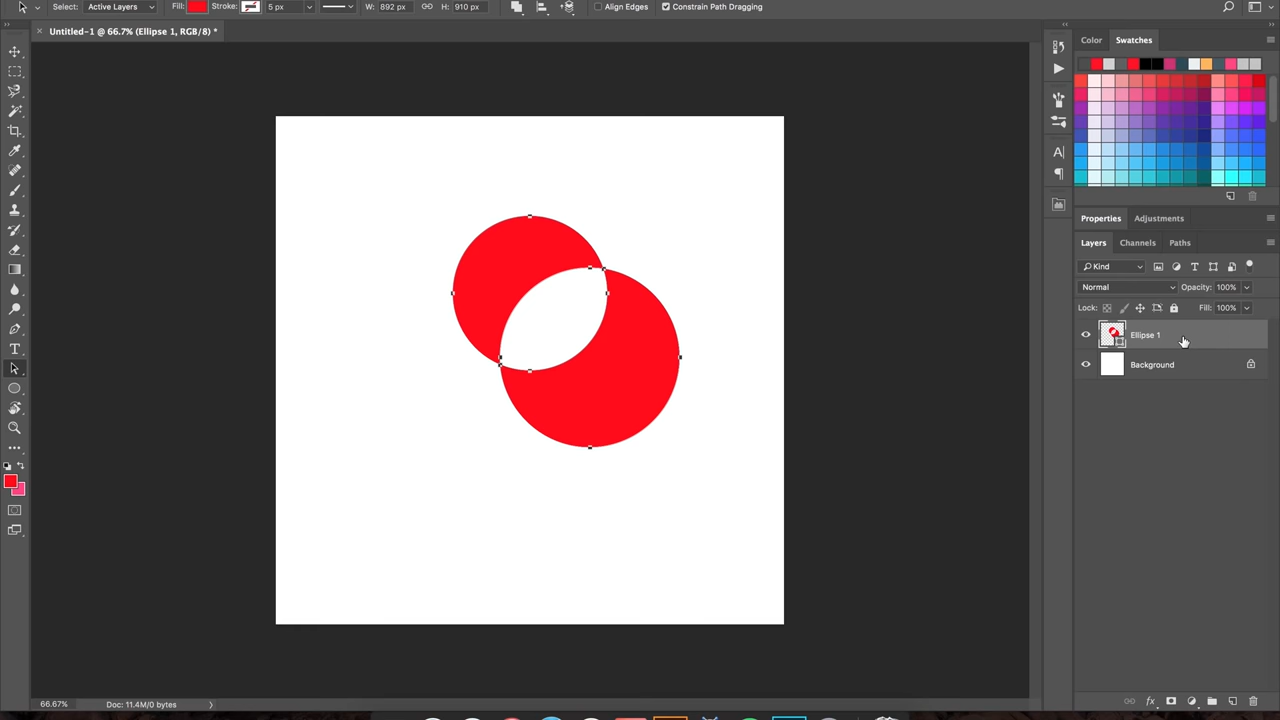 Select: Active Layers Fill: Stroke: 5 px W: 892 px H: 910 px Align Edges Constrain Path Dragging
Untitled-1 @ 66.7% (Ellipse 1, RGB/8) *
Color Swatches
Properties Adjustments
Layers Channels Paths
Kind
Normal Opacity: 100%
Lock: Fill: 100%
Ellipse 1
Background
66.67% Doc: 11.4M/0 bytes